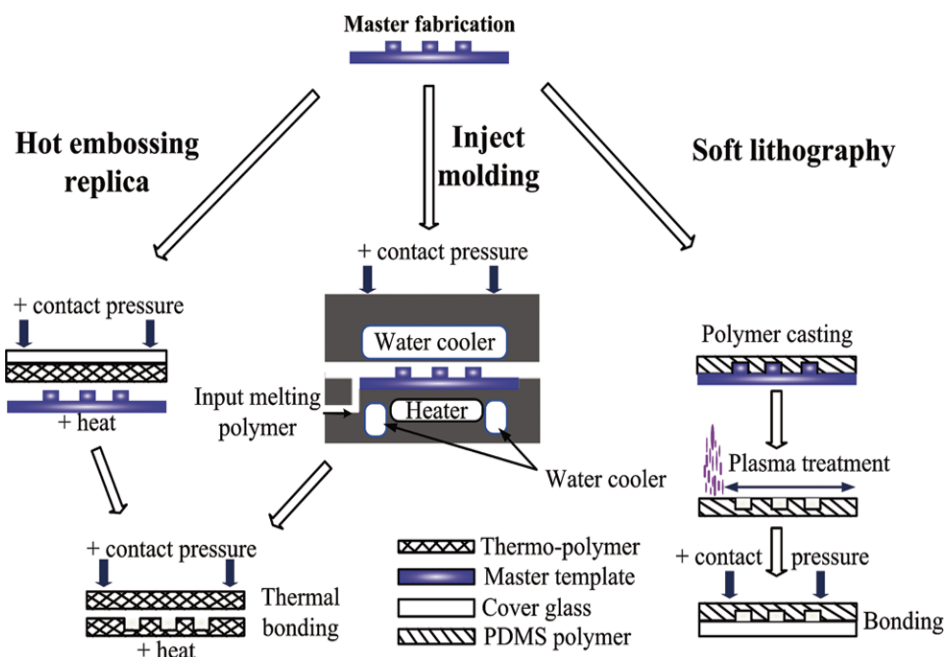 Master fabrication
Hot embossing
replica
Inject
molding
Soft lithography
+ contact pressure
+ heat
+ contact pressure
Water cooler
Input melting
polymer
Heater
Water cooler
Polymer casting
Plasma treatment
+ contact pressure
Bonding
+ contact pressure
Thermal
bonding
+ heat
Thermo-polymer
Master template
Cover glass
PDMS polymer